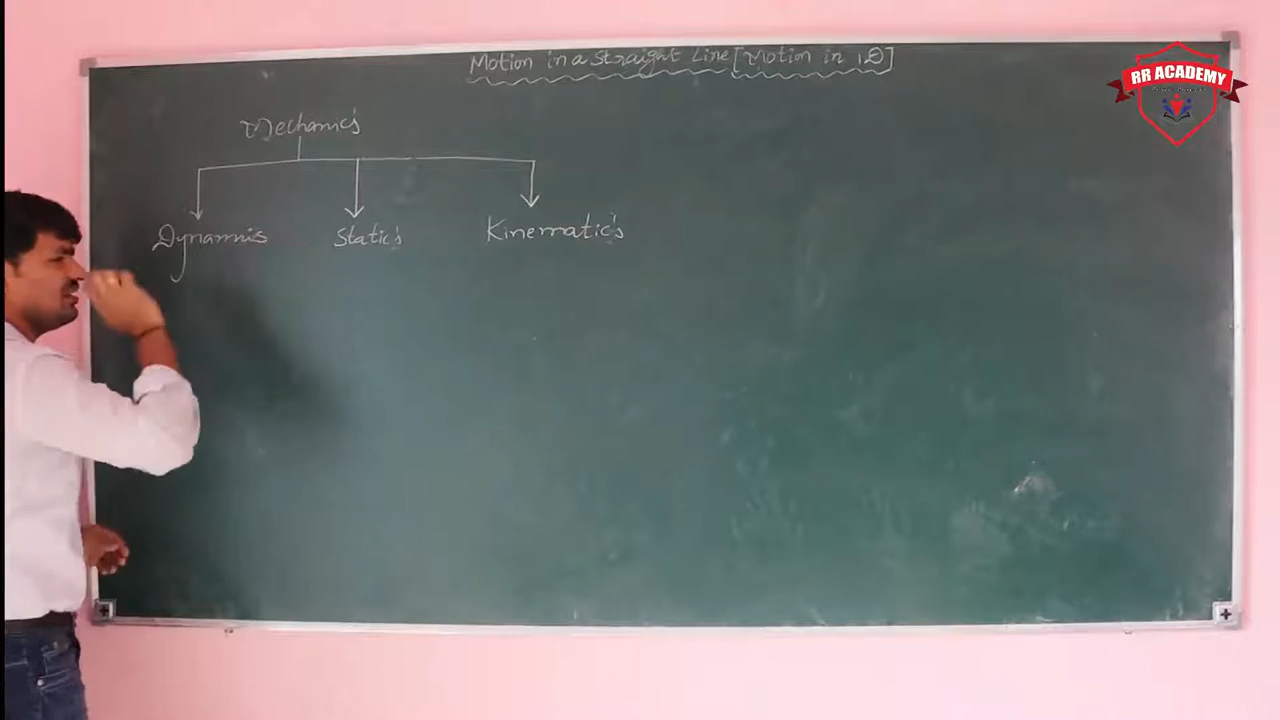 Motion in a Straight Line [Motion in 1D]
RR ACADEMY
Mechanics
Dynamics Statics Kinematics